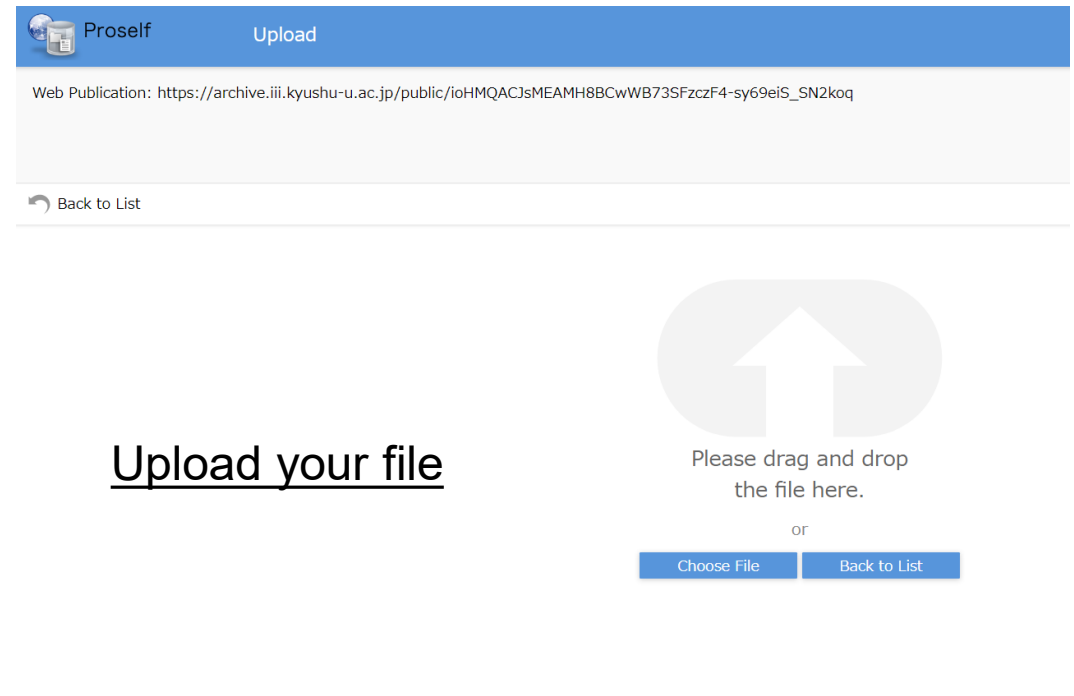 Proself
Upload
Web Publication: https://archive.iii.kyushu-u.ac.jp/public/ioHMQACJsMEAMH8BCwWB73SFzczF4-sy69eiS_SN2koq
Back to List
Upload your file
Please drag and drop
the file here.
or
Choose File
Back to List